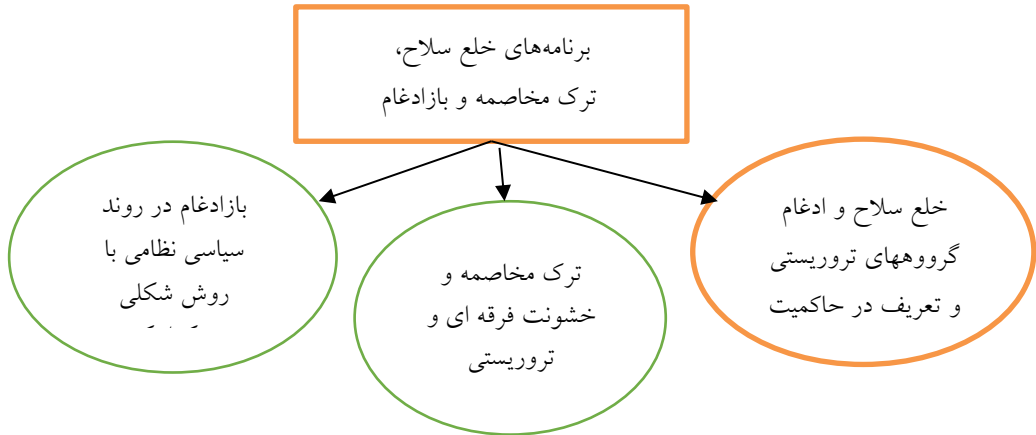 برنامه‌های خلع سلاح،
ترک مخاصمه و بازادغام
خلع سلاح و ادغام
گرووههای تروریستی
و تعریف در حاکمیت
ترک مخاصمه و
خشونت فرقه ای و
تروریستی
بازادغام در روند
سیاسی نظامی با
روش شکلی